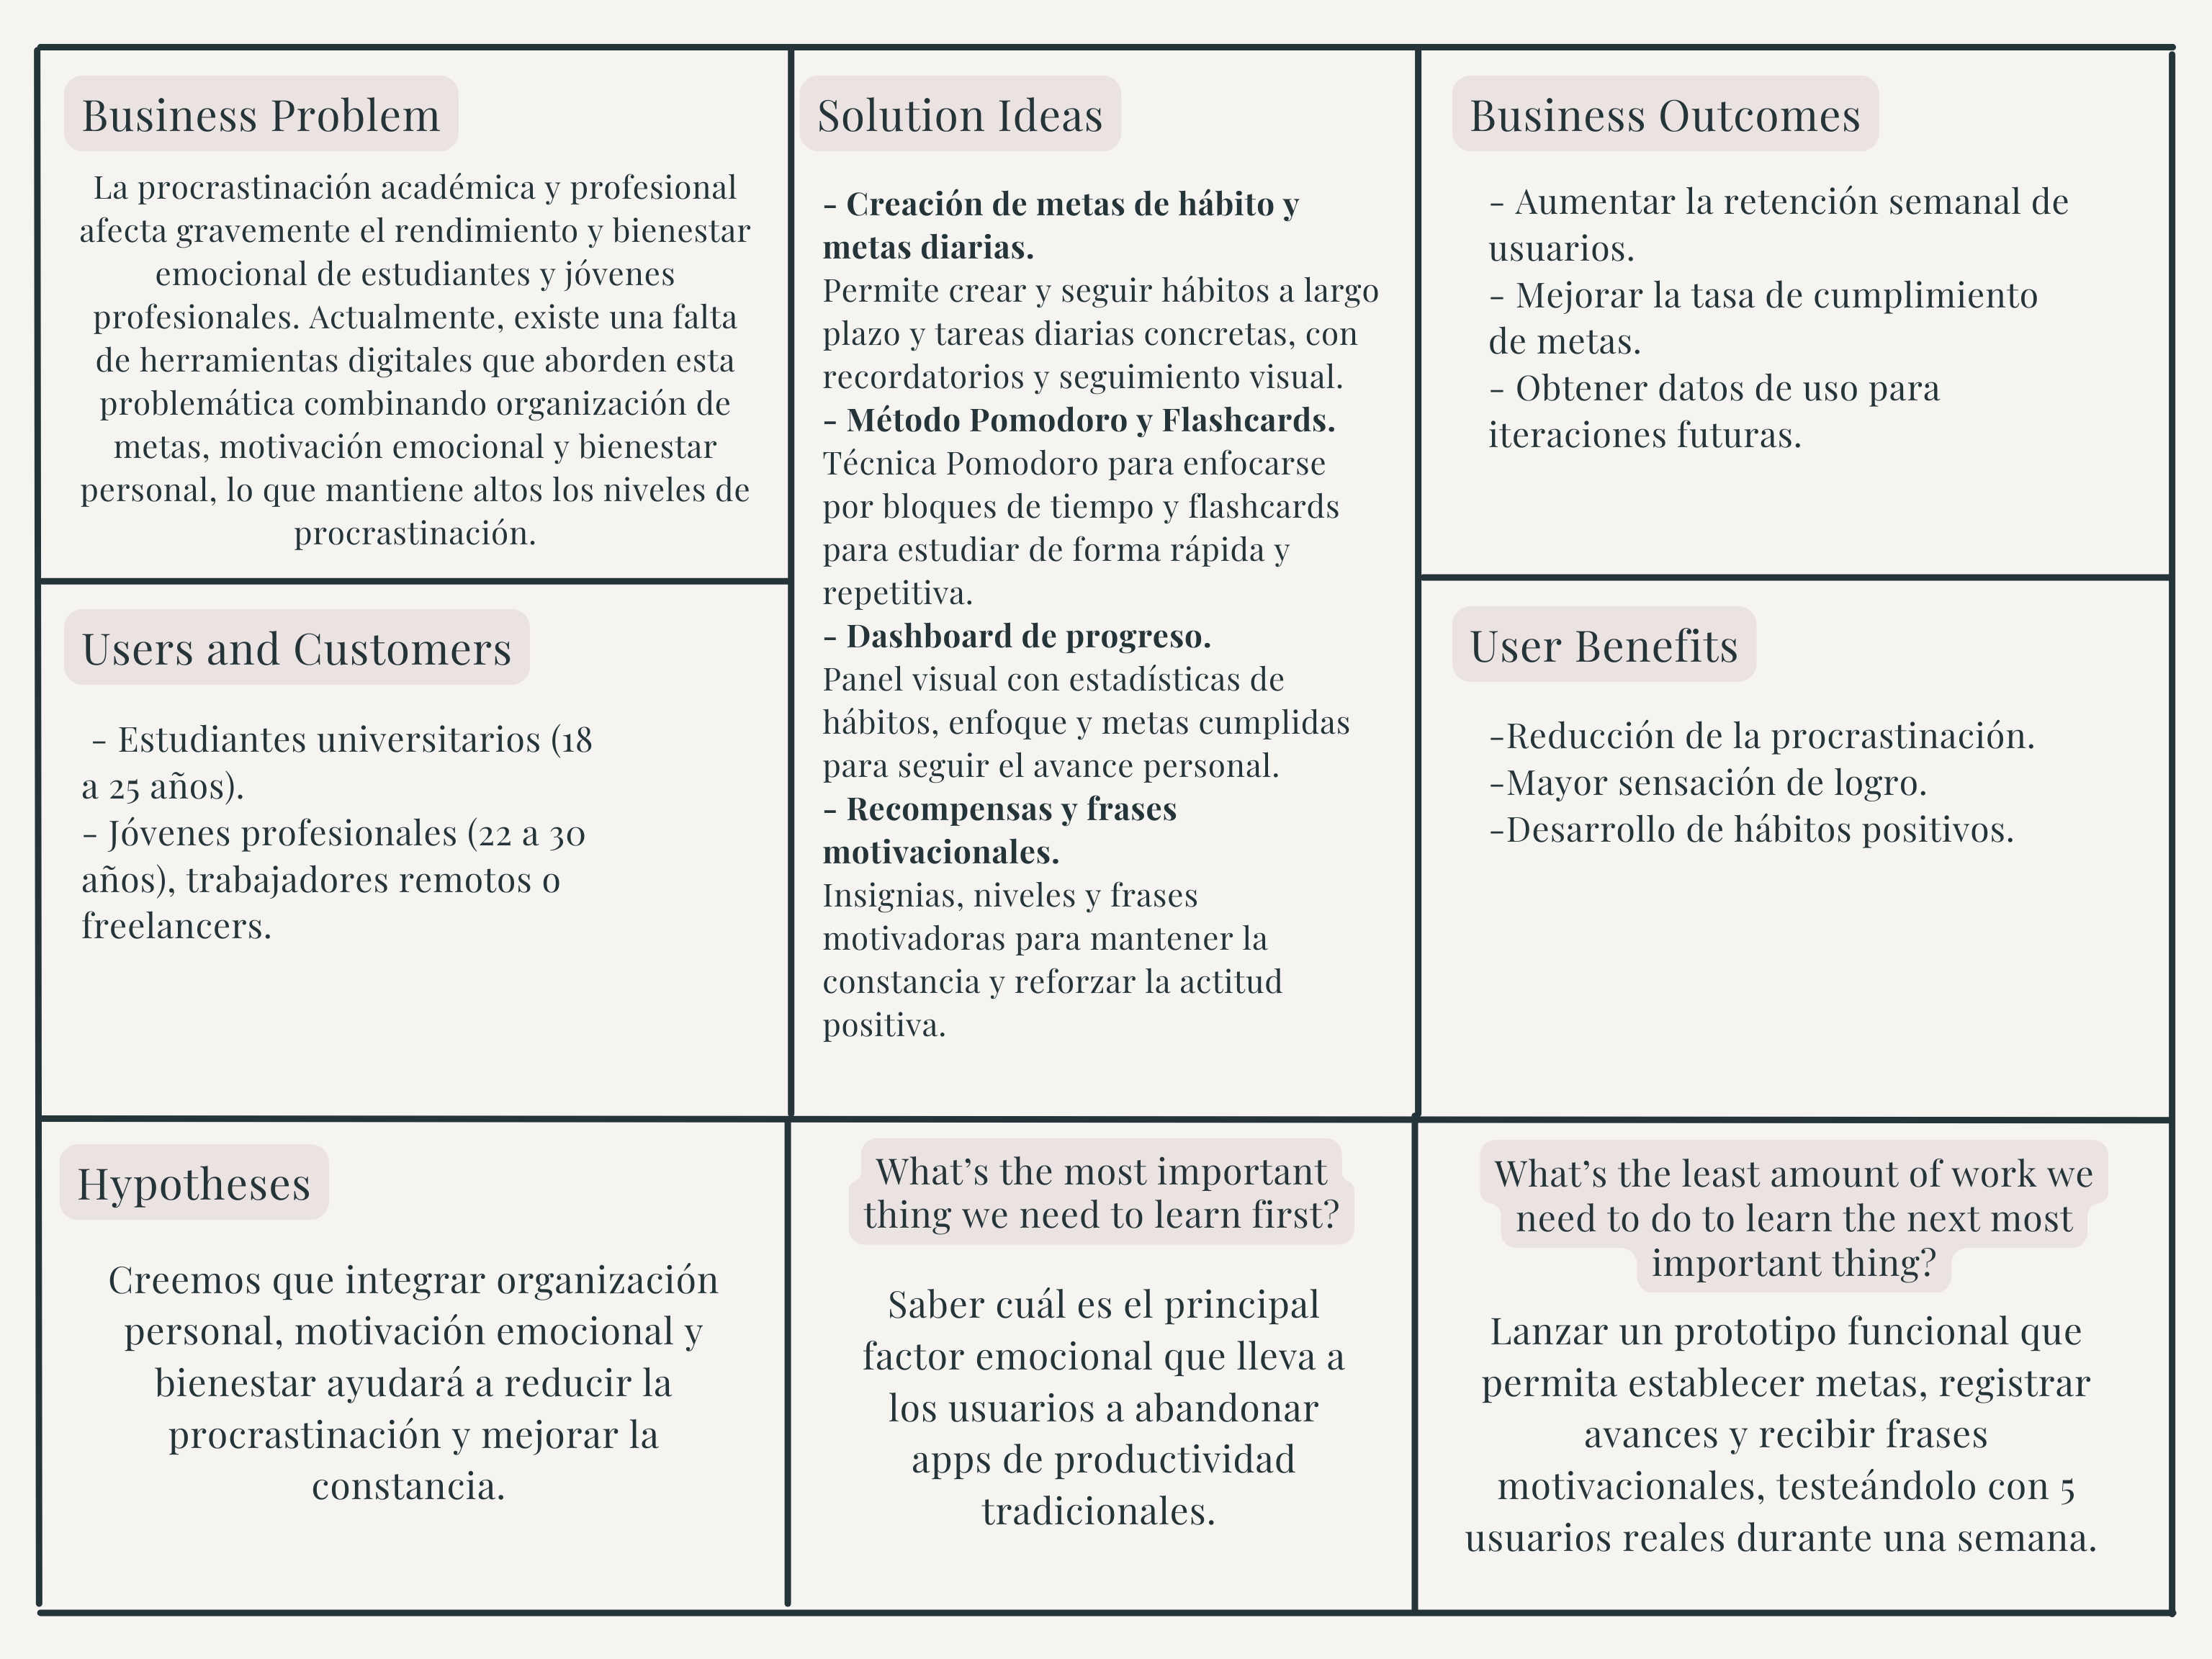 Business Problem
La procrastinación académica y profesional
afecta gravemente el rendimiento y bienestar
emocional de estudiantes y jóvenes
profesionales. Actualmente, existe una falta
de herramientas digitales que aborden esta
problemática combinando organización de
metas, motivación emocional y bienestar
personal, lo que mantiene altos los niveles de
procrastinación.
Users and Customers
- Estudiantes universitarios (18
a 25 años).
- Jóvenes profesionales (22 a 30
años), trabajadores remotos o
freelancers.
Solution Ideas
- Creación de metas de hábito y
metas diarias.
Permite crear y seguir hábitos a largo
plazo y tareas diarias concretas, con
recordatorios y seguimiento visual.
- Método Pomodoro y Flashcards.
Técnica Pomodoro para enfocarse
por bloques de tiempo y flashcards
para estudiar de forma rápida y
repetitiva.
- Dashboard de progreso.
Panel visual con estadísticas de
hábitos, enfoque y metas cumplidas
para seguir el avance personal.
- Recompensas y frases
motivacionales.
Insignias, niveles y frases
motivadoras para mantener la
constancia y reforzar la actitud
positiva.
Business Outcomes
- Aumentar la retención semanal de
usuarios.
- Mejorar la tasa de cumplimiento
de metas.
- Obtener datos de uso para
iteraciones futuras.
User Benefits
-Reducción de la procrastinación.
-Mayor sensación de logro.
-Desarrollo de hábitos positivos.
Hypotheses
Creemos que integrar organización
personal, motivación emocional y
bienestar ayudará a reducir la
procrastinación y mejorar la
constancia.
What’s the most important
thing we need to learn first?
Saber cuál es el principal
factor emocional que lleva a
los usuarios a abandonar
apps de productividad
tradicionales.
What’s the least amount of work we
need to do to learn the next most
important thing?
Lanzar un prototipo funcional que
permita establecer metas, registrar
avances y recibir frases
motivacionales, testeándolo con 5
usuarios reales durante una semana.